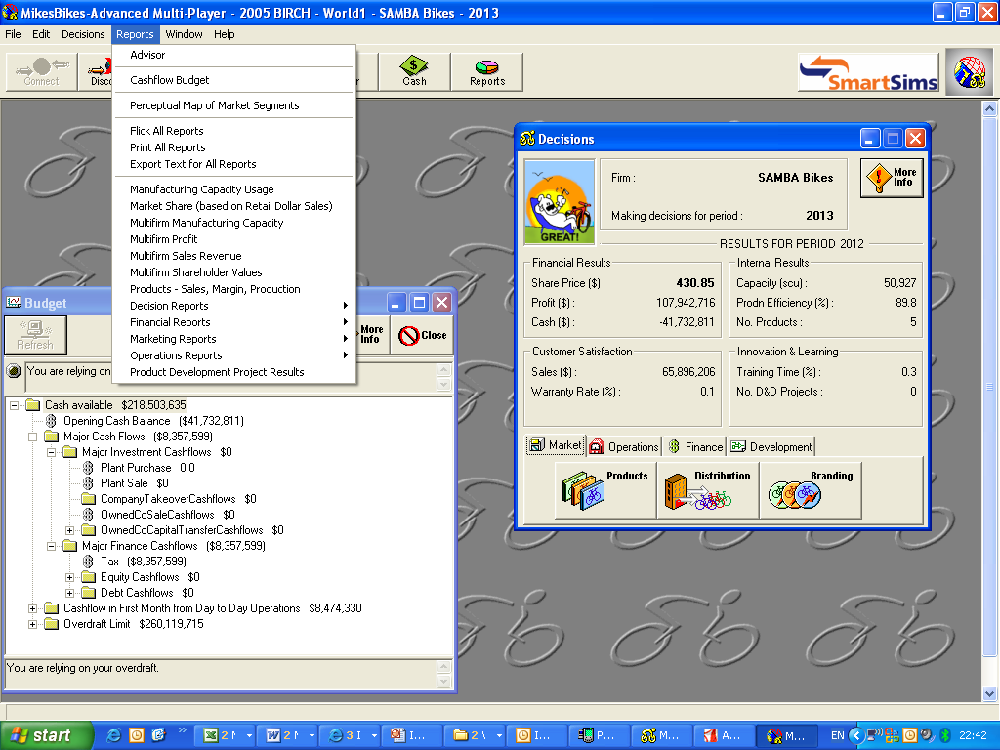 MikesBikes-Advanced Multi-Player - 2005 BIRCH - World1 - SAMBA Bikes - 2013
File Edit Decisions Reports Window Help
Connect
Cash
Reports
SmartSims
Advisor
Cashflow Budget
Perceptual Map of Market Segments
Flick All Reports
Print All Reports
Export Text for All Reports
Manufacturing Capacity Usage
Market Share (based on Retail Dollar Sales)
Multifirm Manufacturing Capacity
Multifirm Profit
Multifirm Sales Revenue
Multifirm Shareholder Values
Products - Sales, Margin, Production
Decision Reports
Financial Reports
Marketing Reports
Operations Reports
Product Development Project Results
Budget
Refresh
More Info
Close
You are relying on
Cash available $218,503,635
Opening Cash Balance ($41,732,811)
Major Cash Flows ($8,357,599)
Major Investment Cashflows $0
Plant Purchase 0.0
Plant Sale $0
CompanyTakeoverCashflows $0
OwnedCoSaleCashflows $0
OwnedCoCapitalTransferCashflows $0
Major Finance Cashflows ($8,357,599)
Tax ($8,357,599)
Equity Cashflows $0
Debt Cashflows $0
Cashflow in First Month from Day to Day Operations $8,474,330
Overdraft Limit $260,119,715
You are relying on your overdraft.
Decisions
GREAT!
Firm : SAMBA Bikes
Making decisions for period : 2013
More Info
RESULTS FOR PERIOD 2012
Financial Results
Share Price ($) : 430.85
Profit ($) : 107,942,716
Cash ($) : -41,732,811
Internal Results
Capacity (scu) : 50,927
Prodn Efficiency (%) : 89.8
No. Products : 5
Customer Satisfaction
Sales ($) : 65,896,206
Warranty Rate (%) : 0.1
Innovation & Learning
Training Time (%) : 0.3
No. D&D Projects : 0
Market Operations Finance Development
Products Distribution Branding
start 2 2 3 I I... 2 \ I... P... M... A... M... EN 22:42